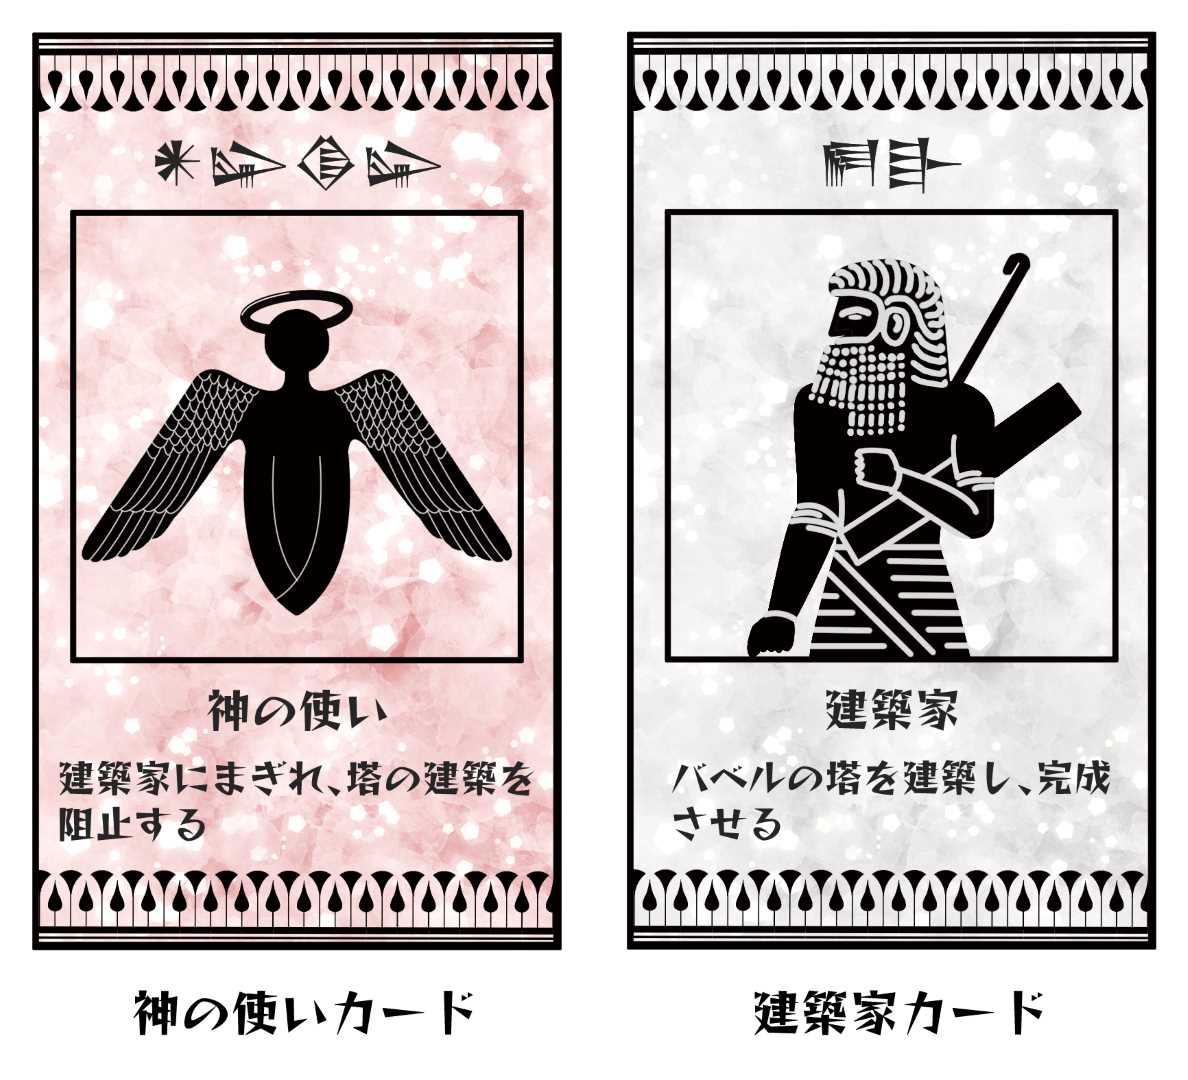 神の使い
建築家にまぎれ、塔の建築を
阻止する
神の使いカード
建築家
バベルの塔を建築し、完成
させる
建築家カード